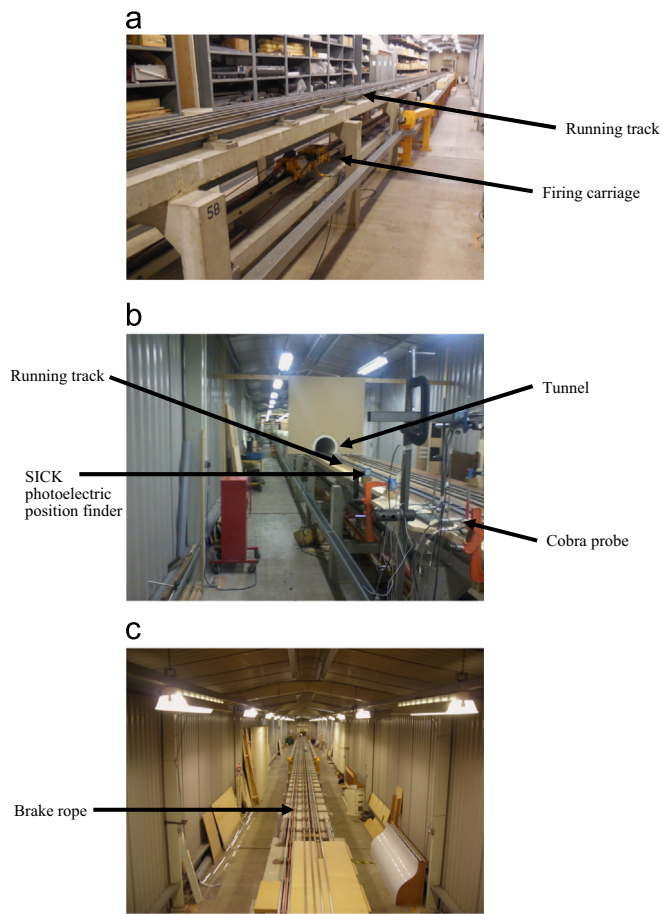 a
Running track
Firing carriage
58
b
Running track
Tunnel
SICK
photoelectric
position finder
Cobra probe
c
Brake rope